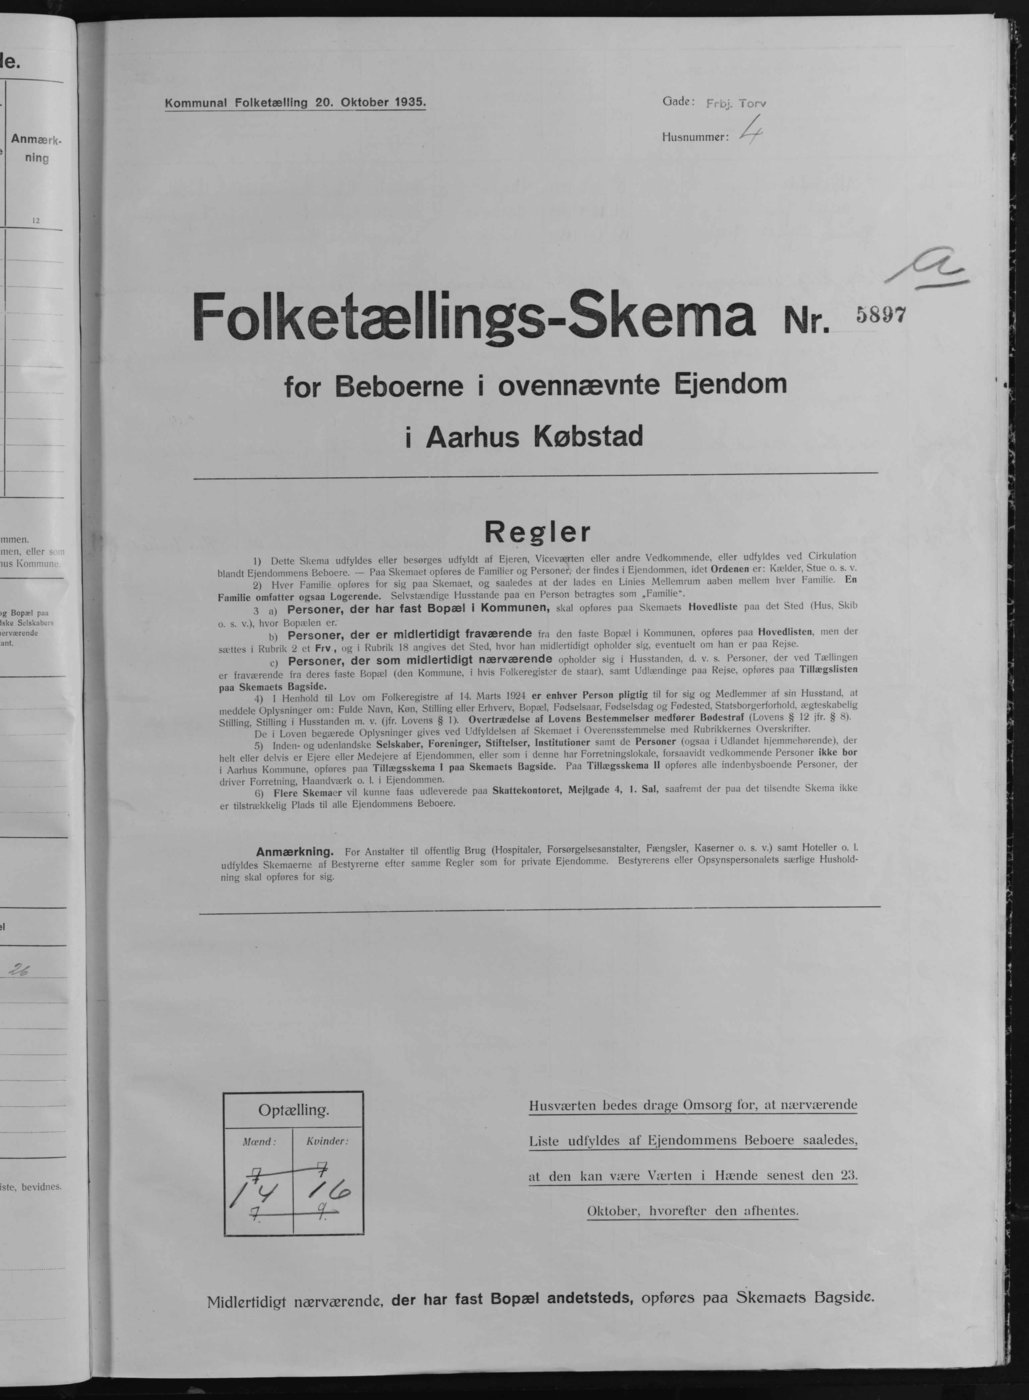 de.
Anmærk-
ning
12
mmen.
men, eller som
hus Kommune.
og Bopæl paa
dske Selskabers
nerværende
tant.
el
26
iste, bevidnes.
Kommunal Folketælling 20. Oktober 1935.
Gade: Frbj. Torv
Husnummer: 4
a
Folketællings-Skema Nr. 5897
for Beboerne i ovennævnte Ejendom
i Aarhus Købstad
Regler
1) Dette Skema udfyldes eller besørges udfyldt af Ejeren, Viceværten eller andre Vedkommende, eller udfyldes ved Cirkulation
blandt Ejendommens Beboere. — Paa Skemaet opføres de Familier og Personer, der findes i Ejendommen, idet Ordenen er: Kælder, Stue o. s. v.
2) Hver Familie opføres for sig paa Skemaet, og saaledes at der lades en Linies Mellemrum aaben mellem hver Familie. En
Familie omfatter ogsaa Logerende. Selvstændige Husstande paa en Person betragtes som „Familie“.
3 a) Personer, der har fast Bopæl i Kommunen, skal opføres paa Skemaets Hovedliste paa det Sted (Hus, Skib
o. s. v.), hvor Bopælen er.
b) Personer, der er midlertidigt fraværende fra den faste Bopæl i Kommunen, opføres paa Hovedlisten, men der
sættes i Rubrik 2 et Frv., og i Rubrik 18 angives det Sted, hvor han midlertidigt opholder sig, eventuelt om han er paa Rejse.
c) Personer, der som midlertidigt nærværende opholder sig i Husstanden, d. v. s. Personer, der ved Tællingen
er fraværende fra deres faste Bopæl (den Kommune, i hvis Folkeregister de staar), samt Udlændinge paa Rejse, opføres paa Tillægslisten
paa Skemaets Bagside.
4) I Henhold til Lov om Folkeregistre af 14. Marts 1924 er enhver Person pligtig til for sig og Medlemmer af sin Husstand, at
meddele Oplysninger om: Fulde Navn, Køn, Stilling eller Erhverv, Bopæl, Fødselsaar, Fødselsdag og Fødested, Statsborgerforhold, ægteskabelig
Stilling, Stilling i Husstanden m. v. (jfr. Lovens § 1). Overtrædelse af Lovens Bestemmelser medfører Bødestraf (Lovens § 12 jfr. § 8).
De i Loven begærede Oplysninger gives ved Udfyldelsen af Skemaet i Overensstemmelse med Rubrikkernes Overskrifter.
5) Inden- og udenlandske Selskaber, Foreninger, Stiftelser, Institutioner samt de Personer (ogsaa i Udlandet hjemmehørende), der
helt eller delvis er Ejere eller Medejere af Ejendommen, eller som i denne har Forretningslokale, forsaavidt vedkommende Personer ikke bor
i Aarhus Kommune, opføres paa Tillægsskema I paa Skemaets Bagside. Paa Tillægsskema II opføres alle indenbysboende Personer, der
driver Forretning, Haandværk o. l. i Ejendommen.
6) Flere Skemaer vil kunne faas udleverede paa Skattekontoret, Mejlgade 4, 1. Sal, saafremt der paa det tilsendte Skema ikke
er tilstrækkelig Plads til alle Ejendommens Beboere.
Anmærkning. For Anstalter til offentlig Brug (Hospitaler, Forsørgelsesanstalter, Fængsler, Kaserner o. s. v.) samt Hoteller o. l.
udfyldes Skemaerne af Bestyrerne efter samme Regler som for private Ejendomme. Bestyrerens eller Opsynspersonalets særlige Hushold-
ning skal opføres for sig.
Optælling.
Mænd: Kvinder:
7 7
14 16
7. 9.
Husværten bedes drage Omsorg for, at nærværende
Liste udfyldes af Ejendommens Beboere saaledes,
at den kan være Værten i Hænde senest den 23.
Oktober, hvorefter den afhentes.
Midlertidigt nærværende, der har fast Bopæl andetsteds, opføres paa Skemaets Bagside.